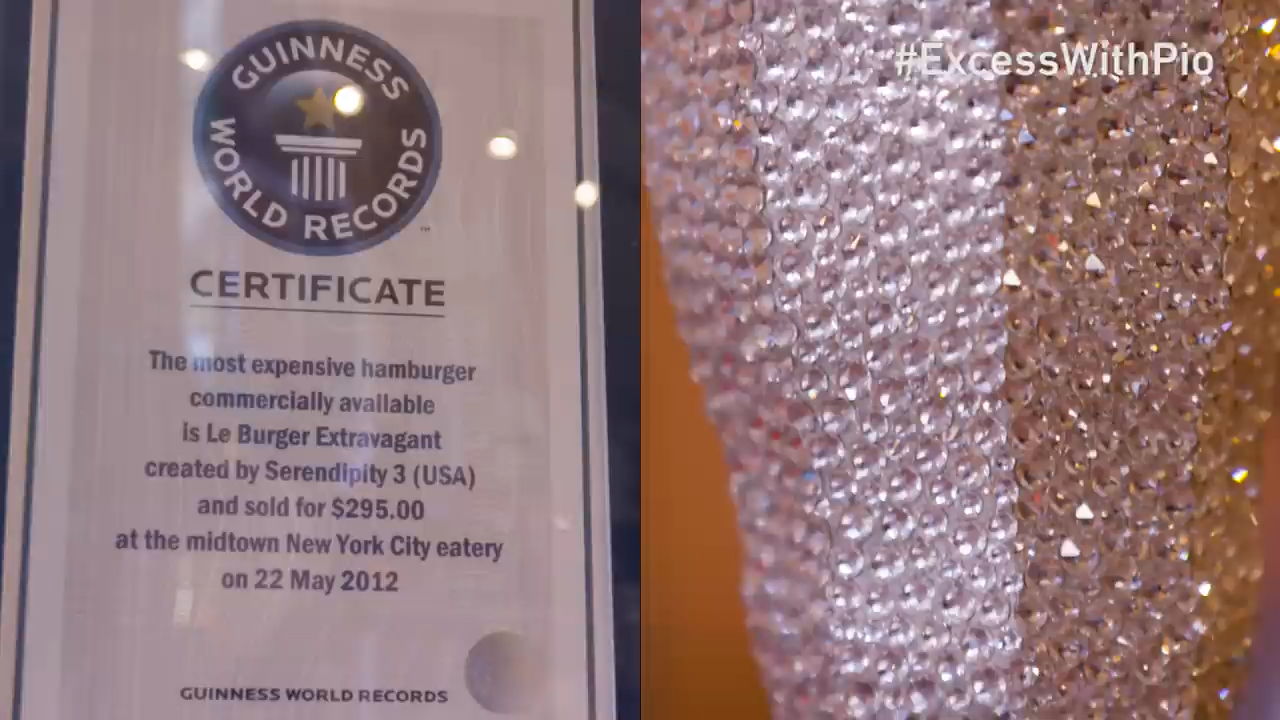 GUINNESS
WORLD RECORDS
™
CERTIFICATE
The most expensive hamburger
commercially available
is Le Burger Extravagant
created by Serendipity 3 (USA)
and sold for $295.00
at the midtown New York City eatery
on 22 May 2012
GUINNESS WORLD RECORDS
#ExcessWithPio